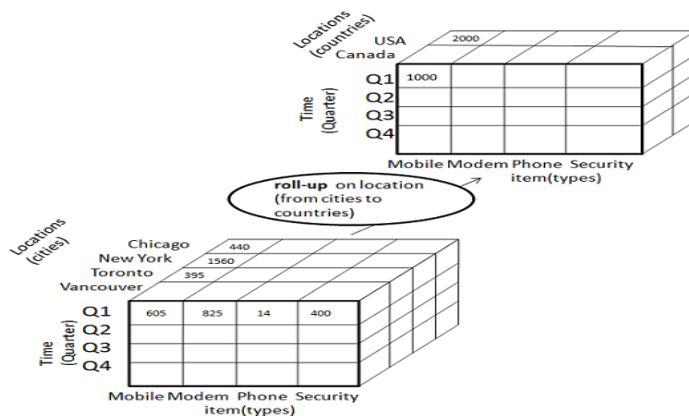 Locations
(countries)
USA
Canada
2000
Time
(Quarter)
Q1
Q2
Q3
Q4
1000
Mobile Modem Phone Security
item(types)
roll-up on location
(from cities to
countries)
Locations
(cities)
Chicago
New York
Toronto
Vancouver
440
1560
395
Time
(Quarter)
Q1
Q2
Q3
Q4
605 825 14 400
Mobile Modem Phone Security
item(types)